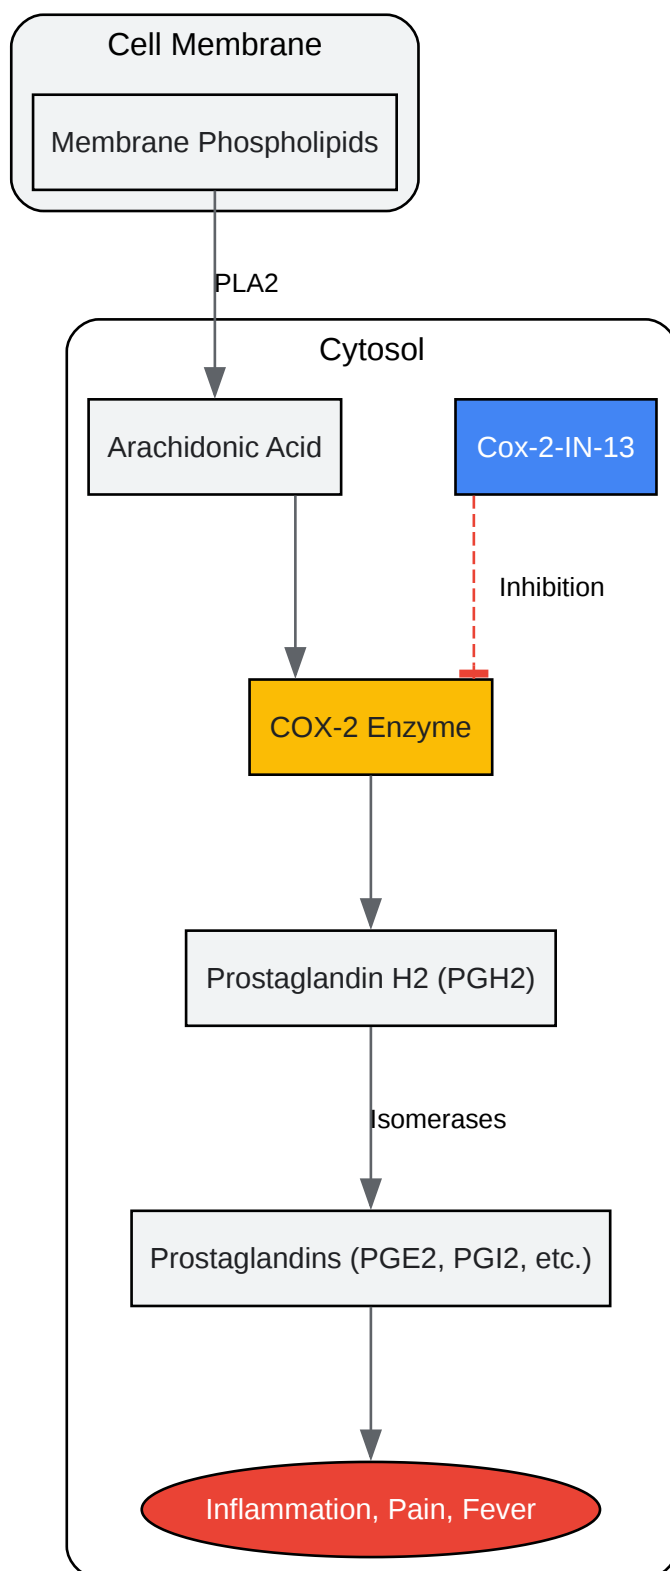 Cell Membrane
Membrane Phospholipids
PLA2
Cytosol
Arachidonic Acid
Cox-2-IN-13
Inhibition
COX-2 Enzyme
Prostaglandin H2 (PGH2)
Isomerases
Prostaglandins (PGE2, PGI2, etc.)
Inflammation, Pain, Fever